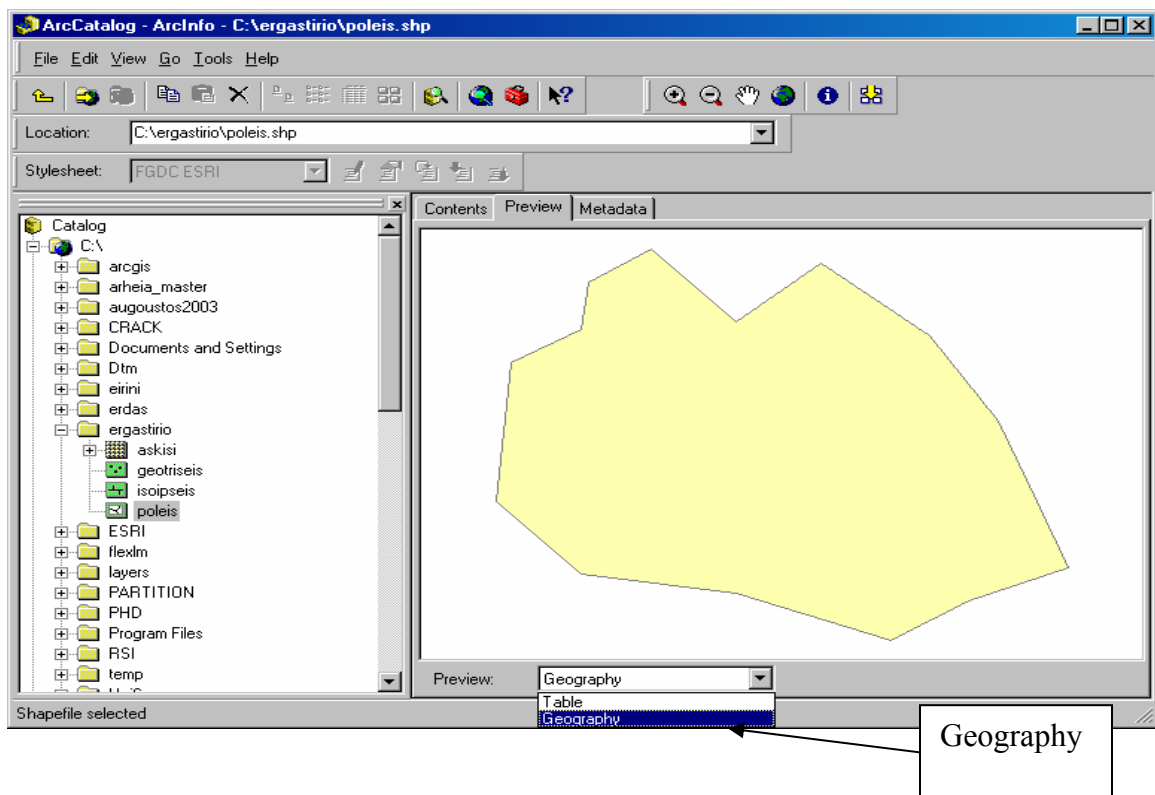 ArcCatalog - ArcInfo - C:\ergastirio\poleis.shp
File Edit View Go Tools Help
Location: C:\ergastirio\poleis.shp
Stylesheet: FGDC ESRI
Contents Preview Metadata
Catalog
C:\
arcgis
arheia_master
augoustos2003
CRACK
Documents and Settings
Dtm
eirini
erdas
ergastirio
askisi
geotriseis
isoipseis
poleis
ESRI
flexlm
layers
PARTITION
PHD
Program Files
RSI
temp
Preview: Geography
Table
Geography
Shapefile selected
Geography